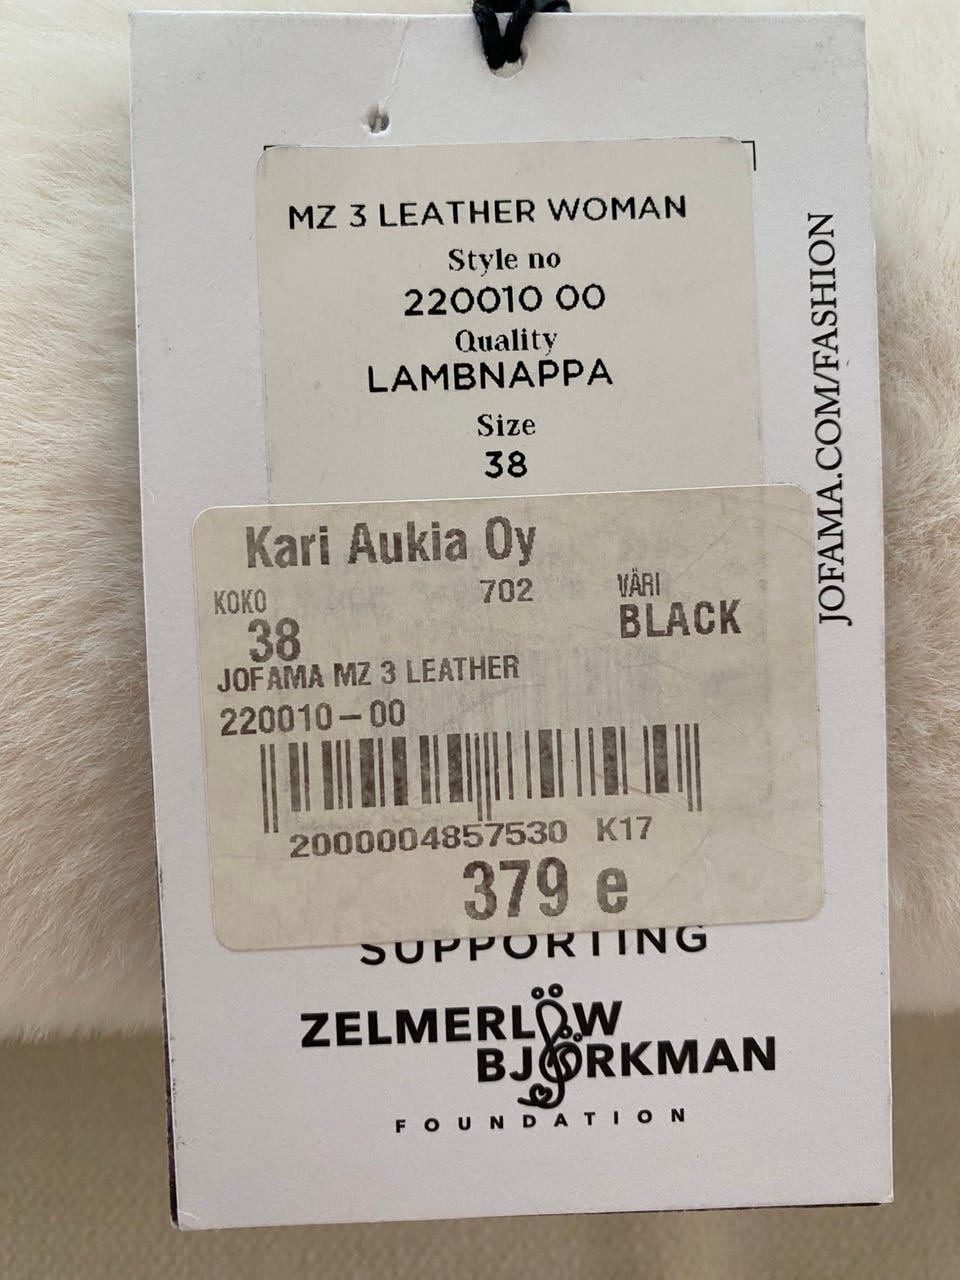 MZ 3 LEATHER WOMAN
Style no
220010 00
Quality
LAMBNAPPA
Size
38
JOFAMA.COM/FASHION
Kari Aukia Oy
KOKO 702 VÄRI
38 BLACK
JOFAMA MZ 3 LEATHER
220010-00
2000004857530 K17
379 e
SUPPORTING
ZELMERLÖW
BJÖRKMAN
FOUNDATION